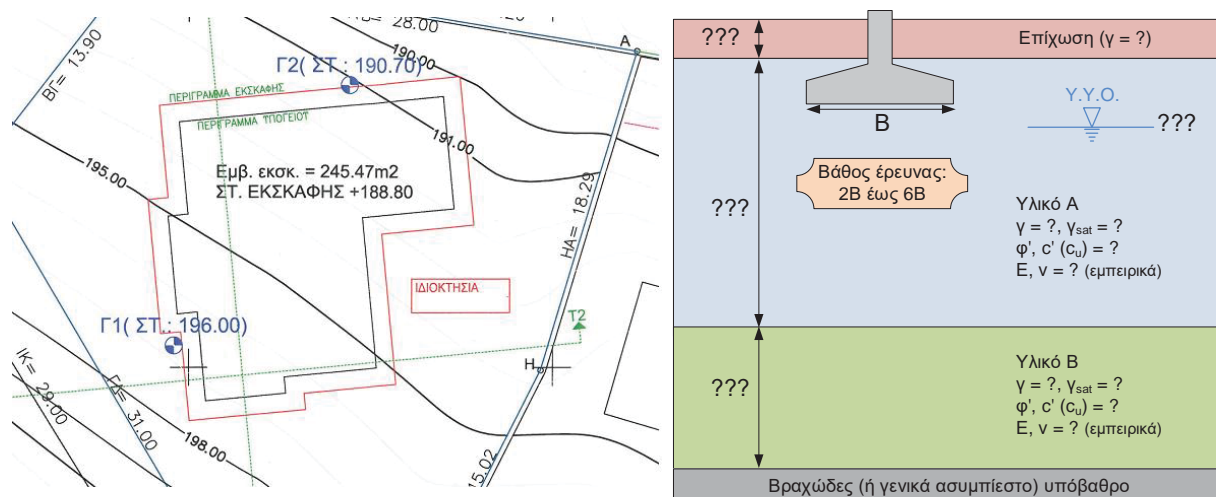 ΒΓ= 13.90
28.00
190.00
Α
Γ2( ΣΤ.: 190.70)
ΠΕΡΙΓΡΑΜΜΑ ΕΚΣΚΑΦΗΣ
ΠΕΡΙΓΡΑΜΜΑ ΥΠΟΓΕΙΟΥ
191.00
195.00
Εμβ. εκσκ. = 245.47m2
ΣΤ. ΕΚΣΚΑΦΗΣ +188.80
ΗΑ= 18.29
ΙΔΙΟΚΤΗΣΙΑ
Γ1( ΣΤ.: 196.00)
Τ2
Η
ΙΚ= 29.00
ΓΔ= 31.00
198.00
15.02
???
Επίχωση (γ = ?)
B
Υ.Υ.Ο.
???
Βάθος έρευνας:
2B έως 6B
???
Υλικό Α
γ = ?, γsat = ?
φ', c' (cu) = ?
E, ν = ? (εμπειρικά)
???
Υλικό Β
γ = ?, γsat = ?
φ', c' (cu) = ?
E, ν = ? (εμπειρικά)
Βραχώδες (ή γενικά ασυμπίεστο) υπόβαθρο